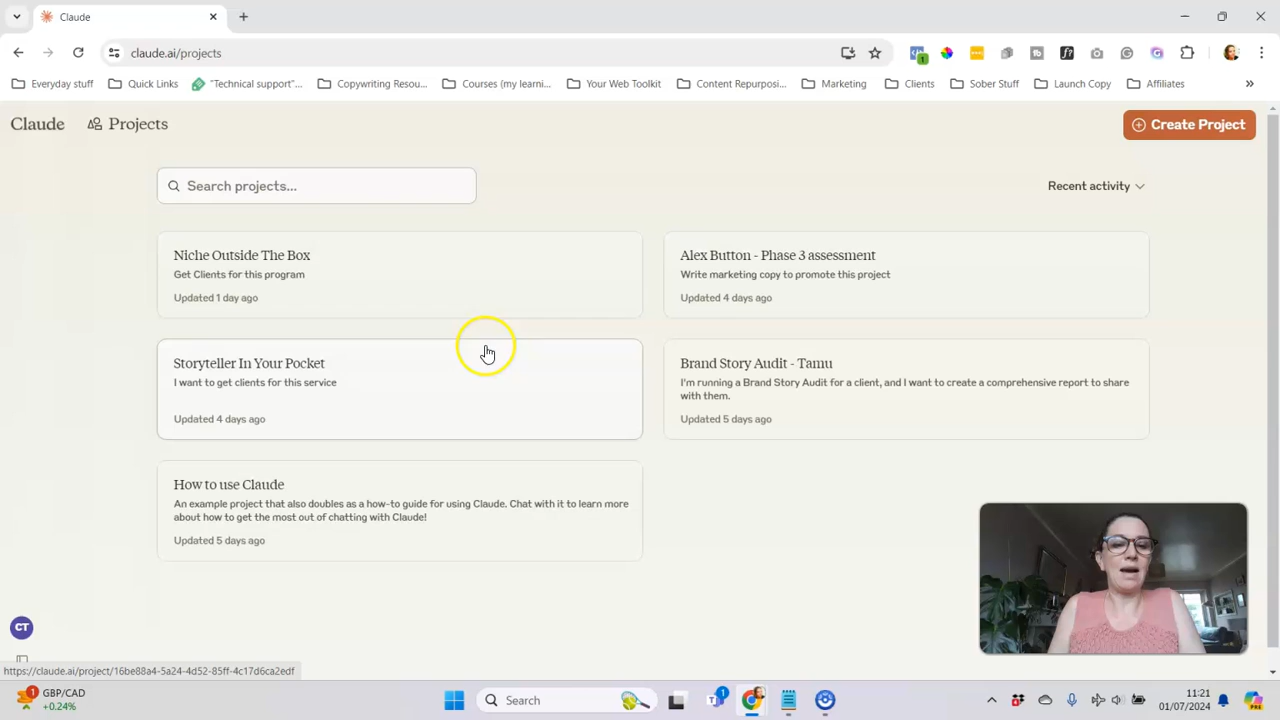 Claude
claude.ai/projects
1
Everyday stuff
Quick Links
"Technical support"...
Copywriting Resou...
Courses (my learni...
Your Web Toolkit
Content Repurposi...
Marketing
Clients
Sober Stuff
Launch Copy
Affiliates
»
Claude
Projects
Create Project
Search projects...
Recent activity
Niche Outside The Box
Get Clients for this program
Updated 1 day ago
Alex Button - Phase 3 assessment
Write marketing copy to promote this project
Updated 4 days ago
Storyteller In Your Pocket
I want to get clients for this service
Updated 4 days ago
Brand Story Audit - Tamu
I'm running a Brand Story Audit for a client, and I want to create a comprehensive report to share
with them.
Updated 5 days ago
How to use Claude
An example project that also doubles as a how-to guide for using Claude. Chat with it to learn more
about how to get the most out of chatting with Claude!
Updated 5 days ago
CT
https://claude.ai/project/16be88a4-5a24-4d52-85ff-4c17d6ca2edf
1
GBP/CAD
+0.24%
Search
1
11:21
01/07/2024